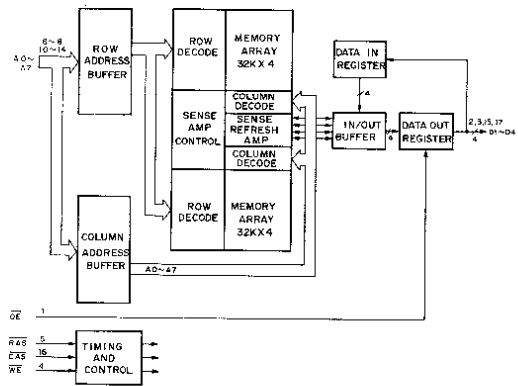 6~8
10~14
A0~
A7
ROW
ADDRESS
BUFFER
ROW
DECODE
MEMORY
ARRAY
32K X 4
SENSE
AMP
CONTROL
COLUMN
DECODE
SENSE
REFRESH
AMP
COLUMN
DECODE
ROW
DECODE
MEMORY
ARRAY
32K X 4
DATA IN
REGISTER
4
IN/OUT
BUFFER
DATA OUT
REGISTER
2,3,15,17
4
D1~D4
COLUMN
ADDRESS
BUFFER
A0~A7
OE 1
RAS 5
CAS 16
WE 4
TIMING
AND
CONTROL